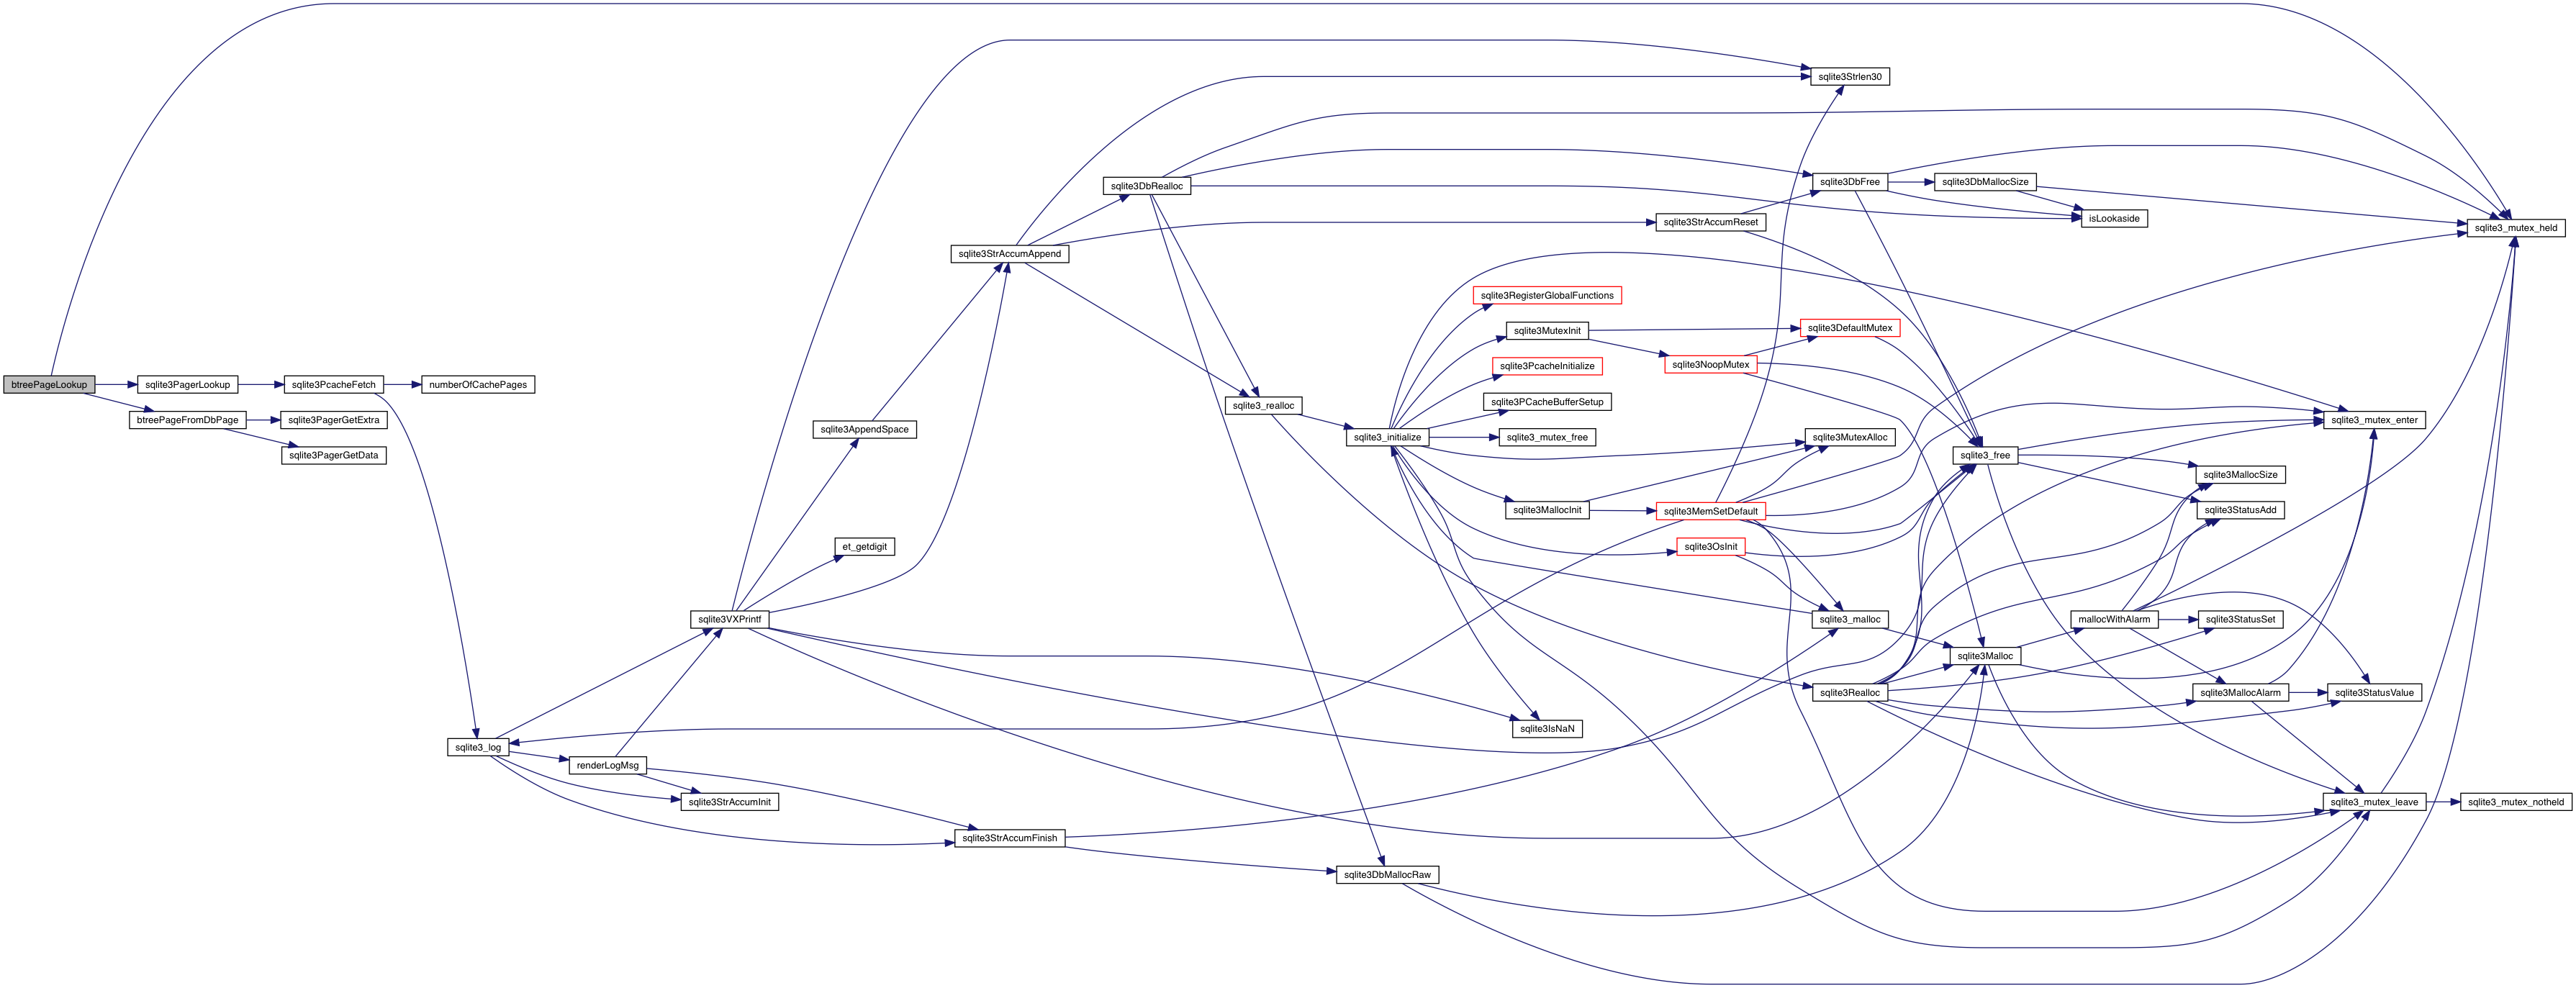 btreePageLookup
sqlite3PagerLookup
btreePageFromDbPage
sqlite3PcacheFetch
sqlite3PagerGetExtra
sqlite3PagerGetData
numberOfCachePages
sqlite3_log
renderLogMsg
sqlite3VXPrintf
sqlite3StrAccumInit
sqlite3AppendSpace
et_getdigit
sqlite3StrAccumAppend
sqlite3StrAccumFinish
sqlite3DbRealloc
sqlite3_realloc
sqlite3_initialize
sqlite3DbMallocRaw
sqlite3RegisterGlobalFunctions
sqlite3MutexInit
sqlite3PcacheInitialize
sqlite3PCacheBufferSetup
sqlite3_mutex_free
sqlite3MallocInit
sqlite3IsNaN
sqlite3StrAccumReset
sqlite3NoopMutex
sqlite3MemSetDefault
sqlite3OsInit
sqlite3Strlen30
sqlite3DbFree
sqlite3DefaultMutex
sqlite3MutexAlloc
sqlite3_malloc
sqlite3Realloc
sqlite3DbMallocSize
sqlite3_free
sqlite3Malloc
isLookaside
mallocWithAlarm
sqlite3MallocSize
sqlite3StatusAdd
sqlite3StatusSet
sqlite3MallocAlarm
sqlite3_mutex_enter
sqlite3StatusValue
sqlite3_mutex_leave
sqlite3_mutex_held
sqlite3_mutex_notheld